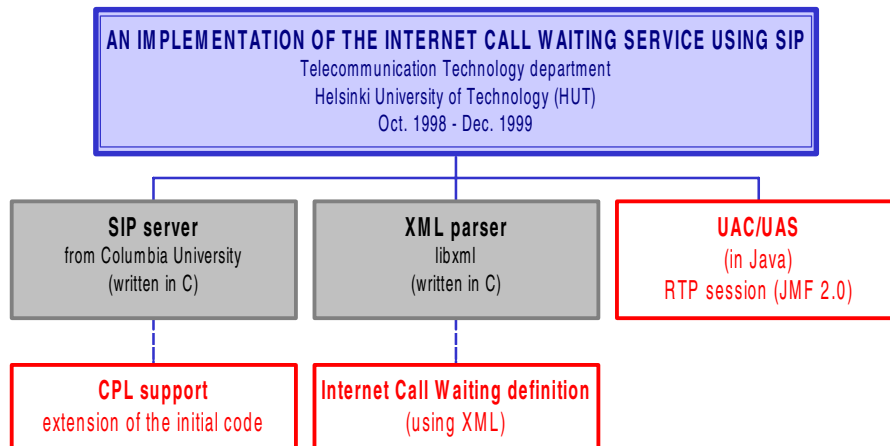 AN IMPLEMENTATION OF THE INTERNET CALL WAITING SERVICE USING SIP
Telecommunication Technology department
Helsinki University of Technology (HUT)
Oct. 1998 - Dec. 1999
SIP server
from Columbia University
(written in C)
XML parser
libxml
(written in C)
UAC/UAS
(in Java)
RTP session (JMF 2.0)
CPL support
extension of the initial code
Internet Call Waiting definition
(using XML)